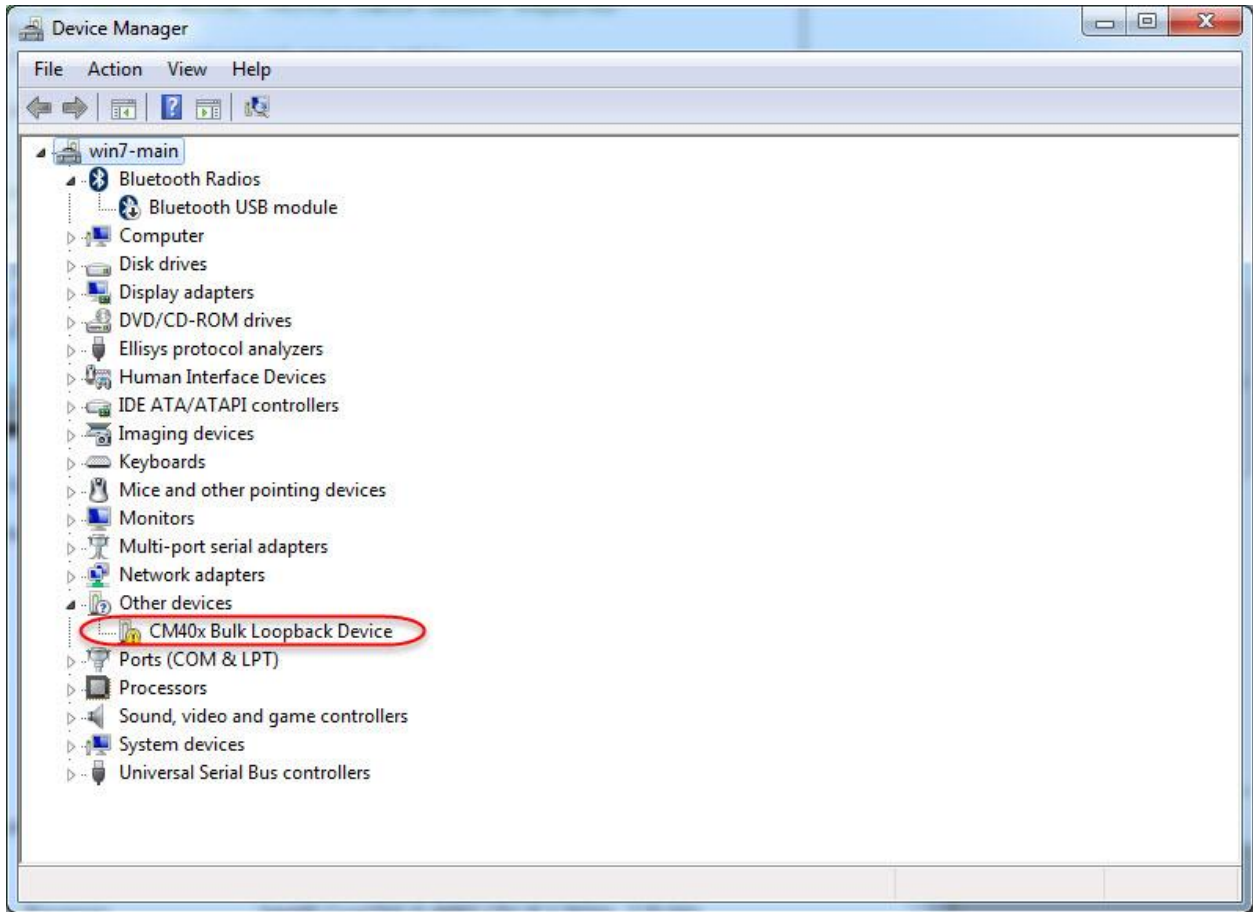 Device Manager
File Action View Help
win7-main
Bluetooth Radios
Bluetooth USB module
Computer
Disk drives
Display adapters
DVD/CD-ROM drives
Ellisys protocol analyzers
Human Interface Devices
IDE ATA/ATAPI controllers
Imaging devices
Keyboards
Mice and other pointing devices
Monitors
Multi-port serial adapters
Network adapters
Other devices
CM40x Bulk Loopback Device
Ports (COM & LPT)
Processors
Sound, video and game controllers
System devices
Universal Serial Bus controllers